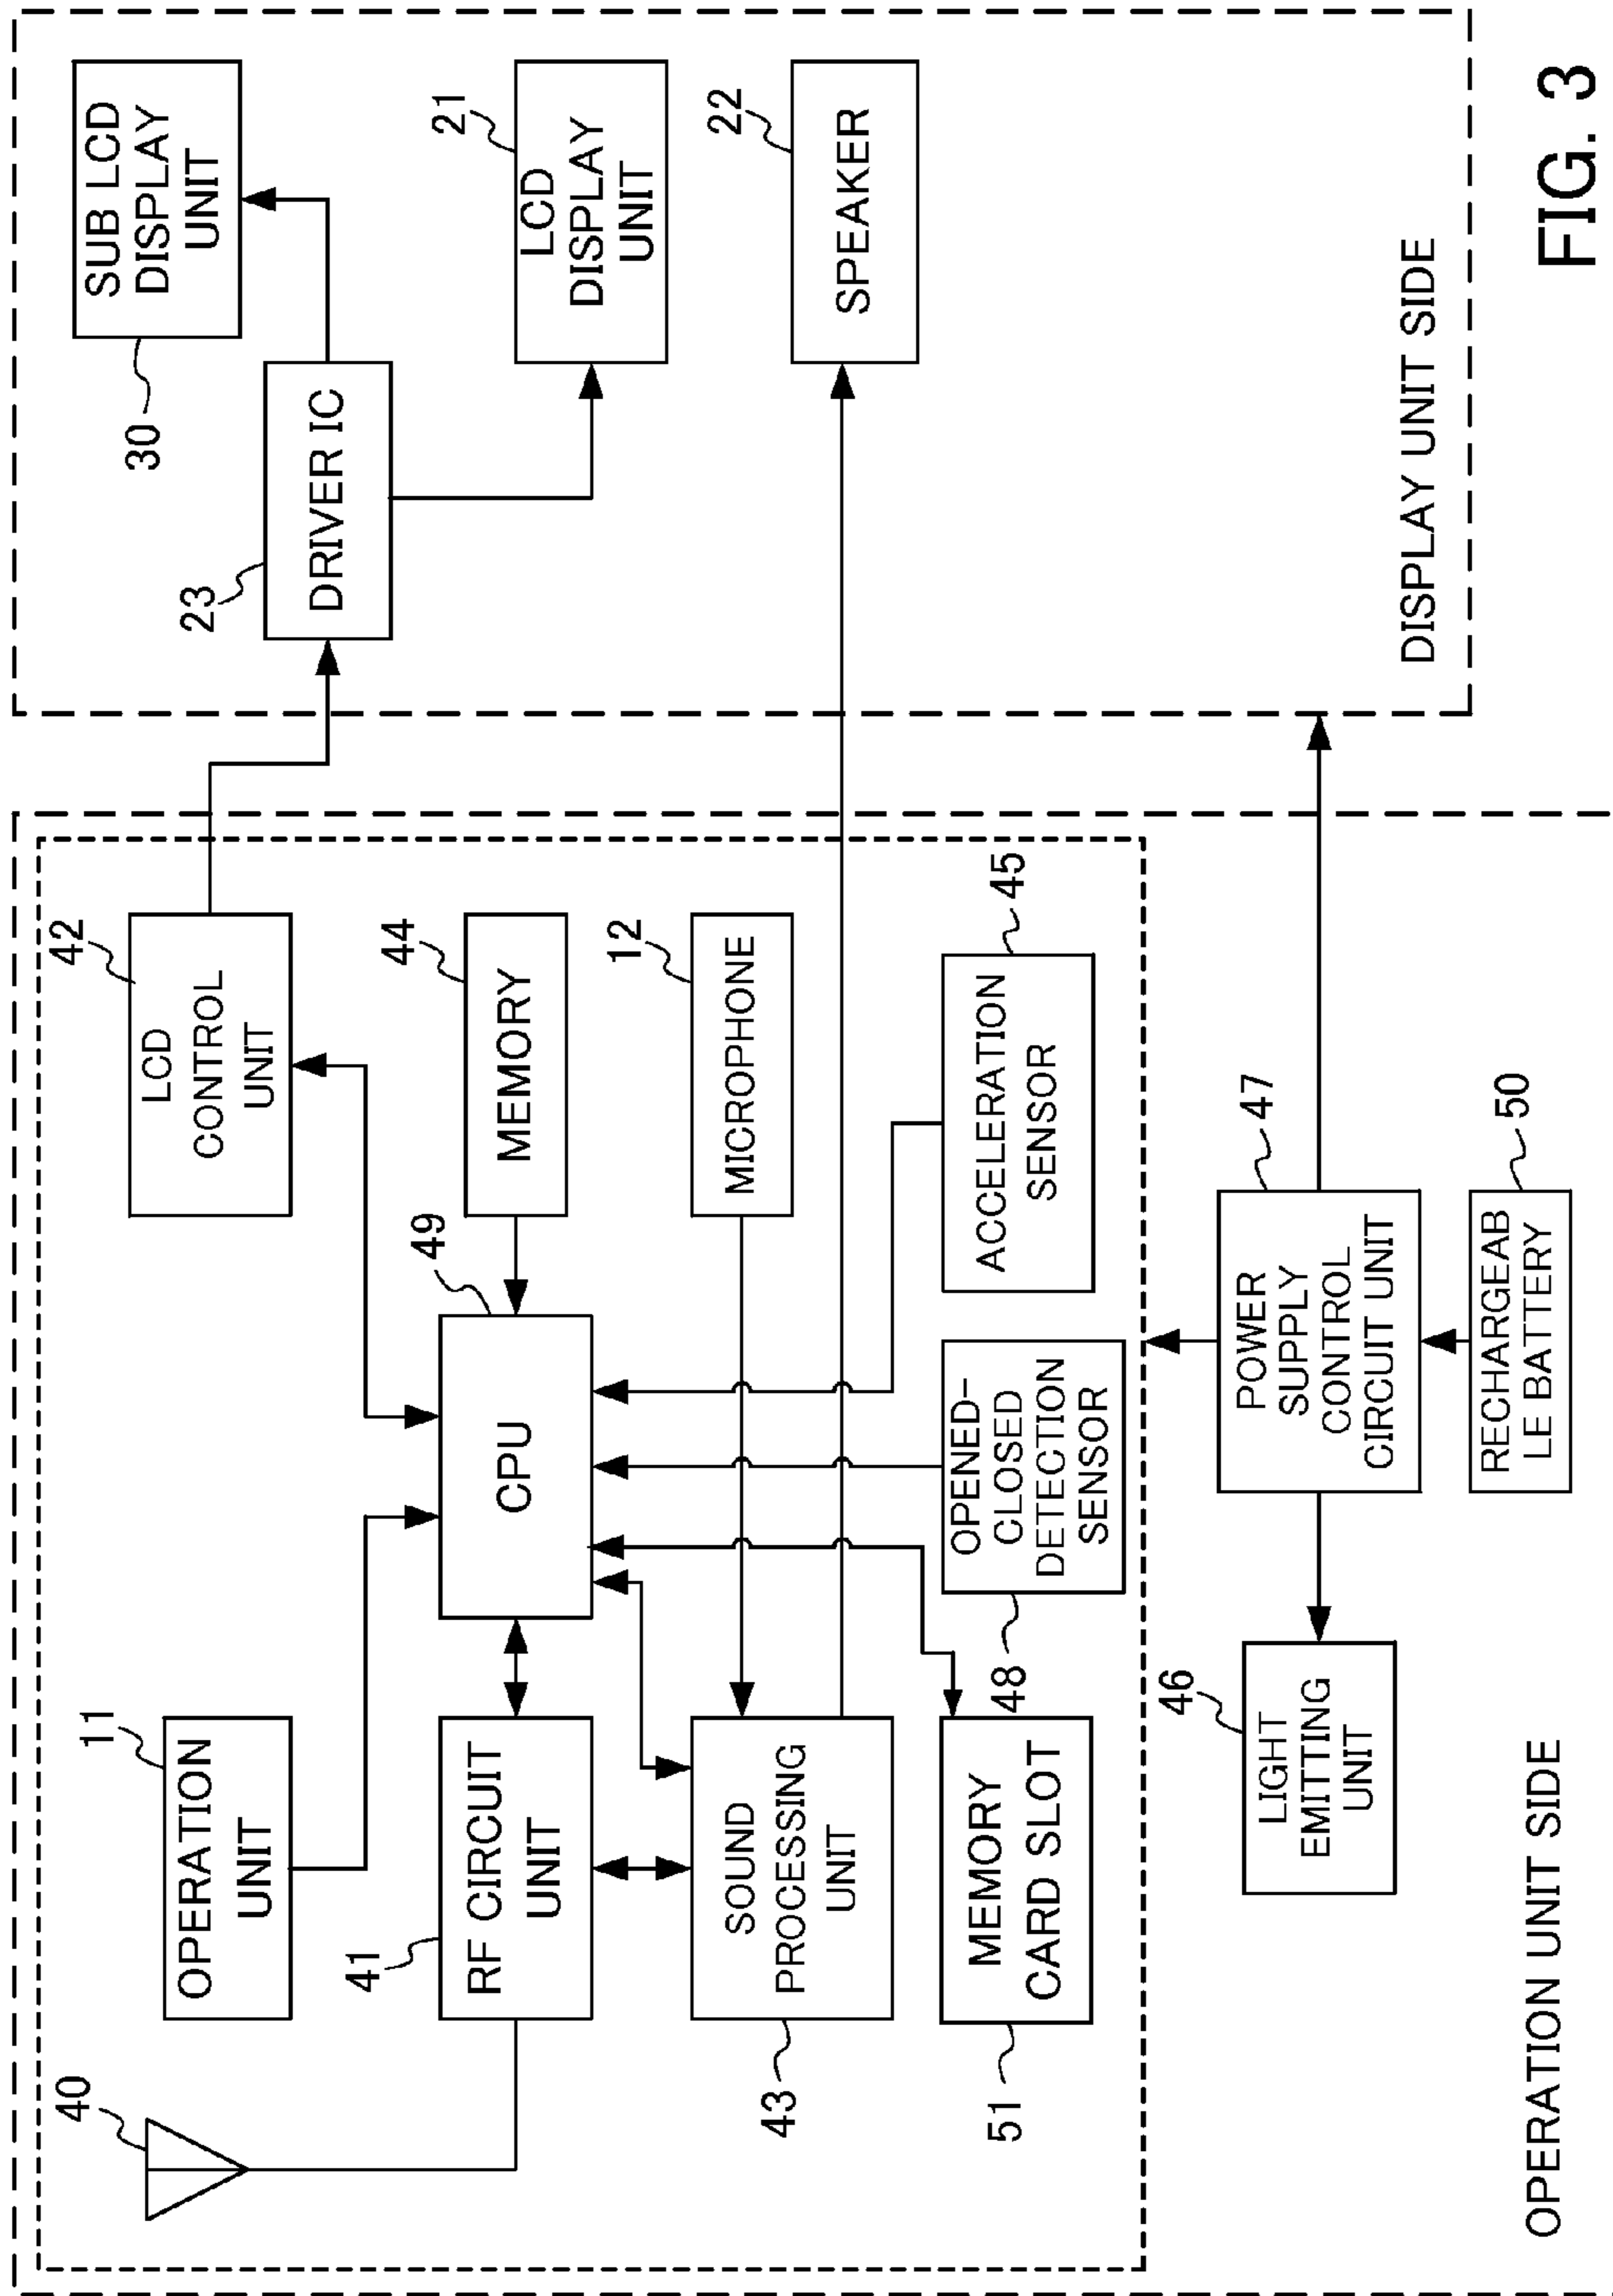 40
11
OPERATION
UNIT
42
LCD
CONTROL
UNIT
30
SUB LCD
DISPLAY
UNIT
23
DRIVER IC
41
RF CIRCUIT
UNIT
49
CPU
44
MEMORY
21
LCD
DISPLAY
UNIT
43
SOUND
PROCESSING
UNIT
12
MICROPHONE
22
SPEAKER
51
MEMORY
CARD SLOT
48
OPENED-
CLOSED
DETECTION
SENSOR
45
ACCELERATION
SENSOR
46
LIGHT
EMITTING
UNIT
47
POWER
SUPPLY
CONTROL
CIRCUIT UNIT
50
RECHARGEAB
LE BATTERY
OPERATION UNIT SIDE
DISPLAY UNIT SIDE
FIG. 3